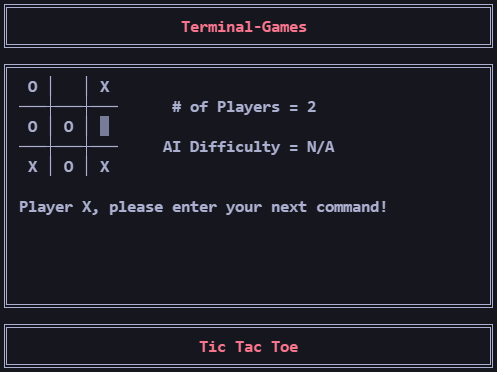 Terminal-Games
O X
# of Players = 2
O O
AI Difficulty = N/A
X O X
Player X, please enter your next command!
Tic Tac Toe